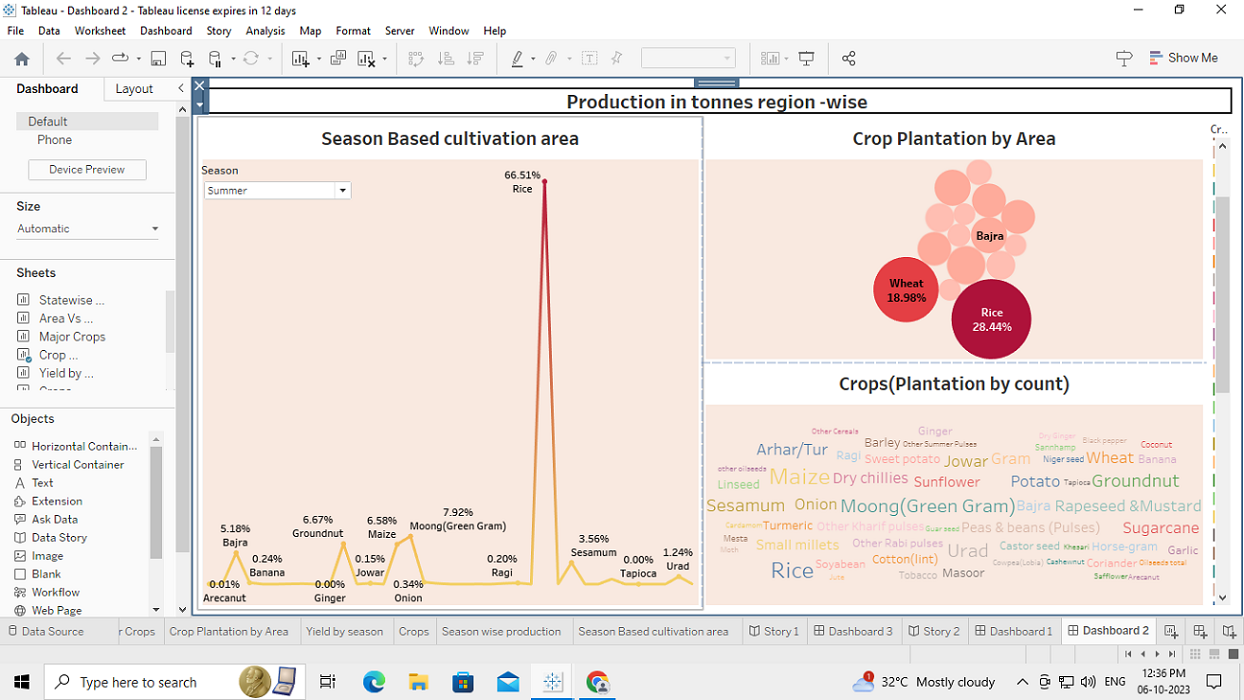 Tableau - Dashboard 2 - Tableau license expires in 12 days
File Data Worksheet Dashboard Story Analysis Map Format Server Window Help
Show Me
Dashboard Layout
Default
Phone
Device Preview
Size
Automatic
Sheets
Statewise ...
Area Vs ...
Major Crops
Crop ...
Yield by ...
Objects
Horizontal Contain...
Vertical Container
Text
Extension
Ask Data
Data Story
Image
Blank
Workflow
Web Page
Production in tonnes region -wise
Season Based cultivation area
Season
Summer
66.51%
Rice
5.18%
Bajra
0.24%
Banana
0.01%
Arecanut
6.67%
Groundnut
0.00%
Ginger
0.15%
Jowar
6.58%
Maize
0.34%
Onion
7.92%
Moong(Green Gram)
0.20%
Ragi
3.56%
Sesamum
0.00%
Tapioca
1.24%
Urad
Crop Plantation by Area
Cr..
Bajra
Wheat
18.98%
Rice
28.44%
Crops(Plantation by count)
Other Cereals Ginger
Dry Ginger Black pepper Coconut
Arhar/Tur Barley Other Summer Pulses Sannhamp
Ragi Sweet potato Jowar Gram Niger seed Wheat Banana
other oilseeds Maize Dry chillies Sunflower Potato Tapioca Groundnut
Linseed
Sesamum Onion Moong(Green Gram) Bajra Rapeseed &Mustard
Cardamom Turmeric Other Kharif pulses Guar seed Peas & beans (Pulses) Sugarcane
Mesta Small millets Other Rabi pulses Urad Castor seed Khesari Horse-gram Garlic
Moth
Rice Soyabean Cotton(lint) Cowpea(Lobia) Cashewnut Coriander Oilseeds total
Jute Tobacco Masoor Safflower Arecanut
Data Source r Crops Crop Plantation by Area Yield by season Crops Season wise production Season Based cultivation area Story 1 Dashboard 3 Story 2 Dashboard 1 Dashboard 2
Type here to search
1
32°C Mostly cloudy
ENG
12:36 PM
06-10-2023